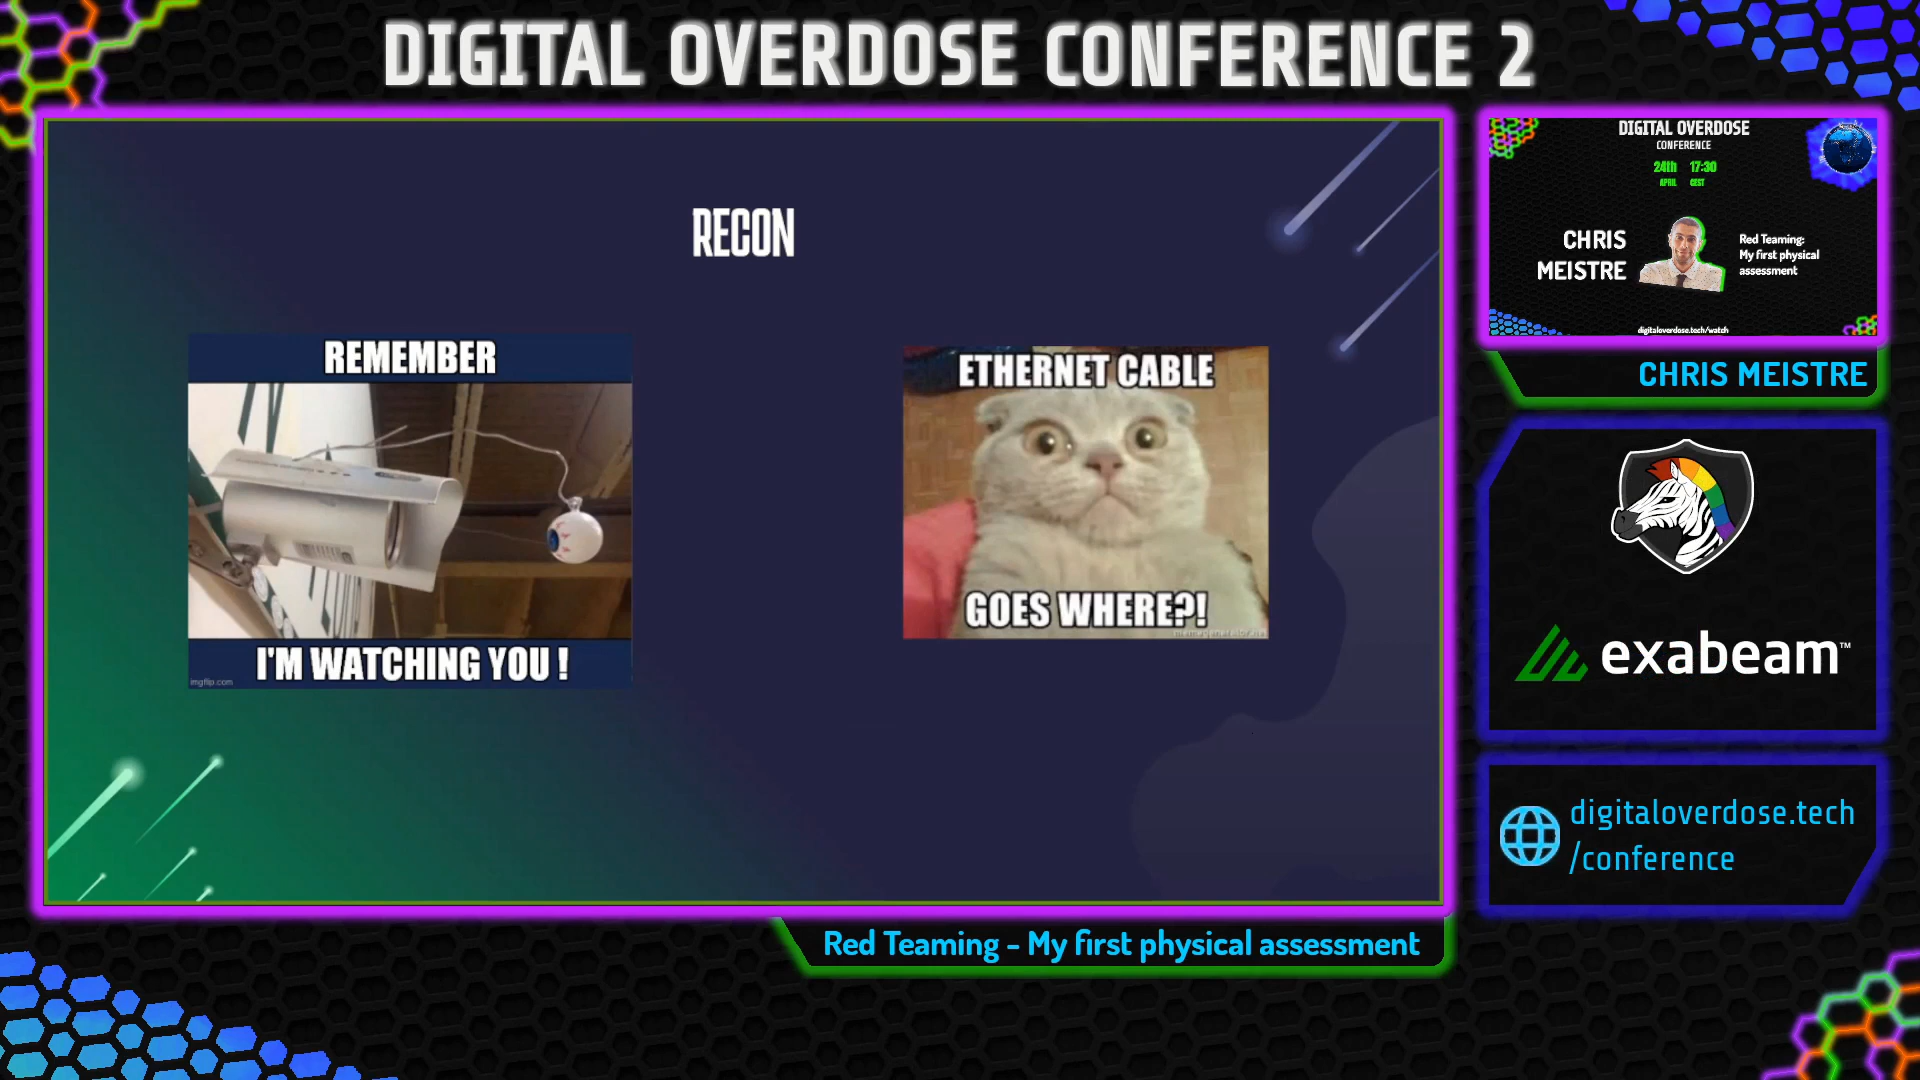 DIGITAL OVERDOSE CONFERENCE 2
RECON
REMEMBER
I'M WATCHING YOU !
imgflip.com
ETHERNET CABLE
GOES WHERE?!
DIGITAL OVERDOSE
CONFERENCE
24th 17:30
APRIL CEST
CHRIS
MEISTRE
Red Teaming:
My first physical
assessment
digitaloverdose.tech/watch
CHRIS MEISTRE
exabeam™
digitaloverdose.tech
/conference
Red Teaming - My first physical assessment